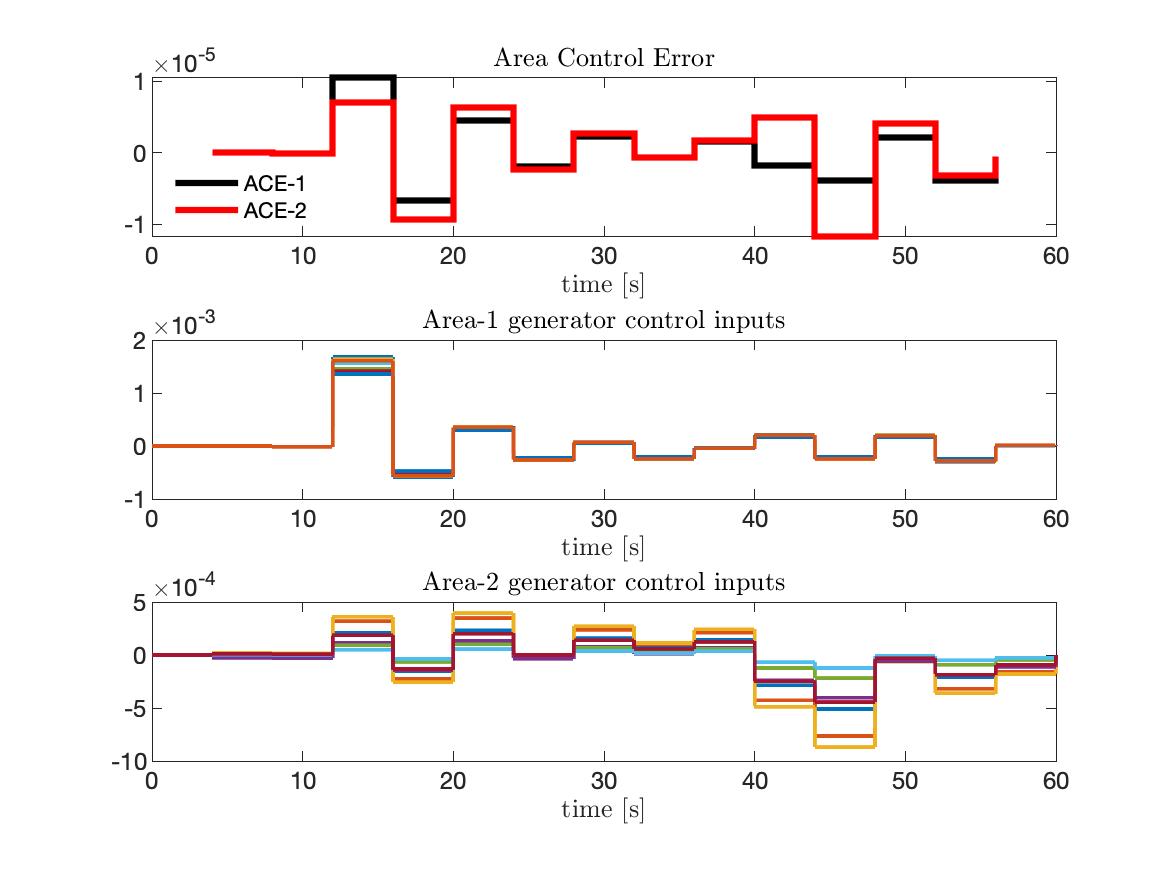 Area Control Error
×10-5
1
0
-1
ACE-1
ACE-2
0 10 20 30 40 50 60
time [s]
Area-1 generator control inputs
×10-3
2
1
0
-1
0 10 20 30 40 50 60
time [s]
Area-2 generator control inputs
×10-4
5
0
-5
-10
0 10 20 30 40 50 60
time [s]